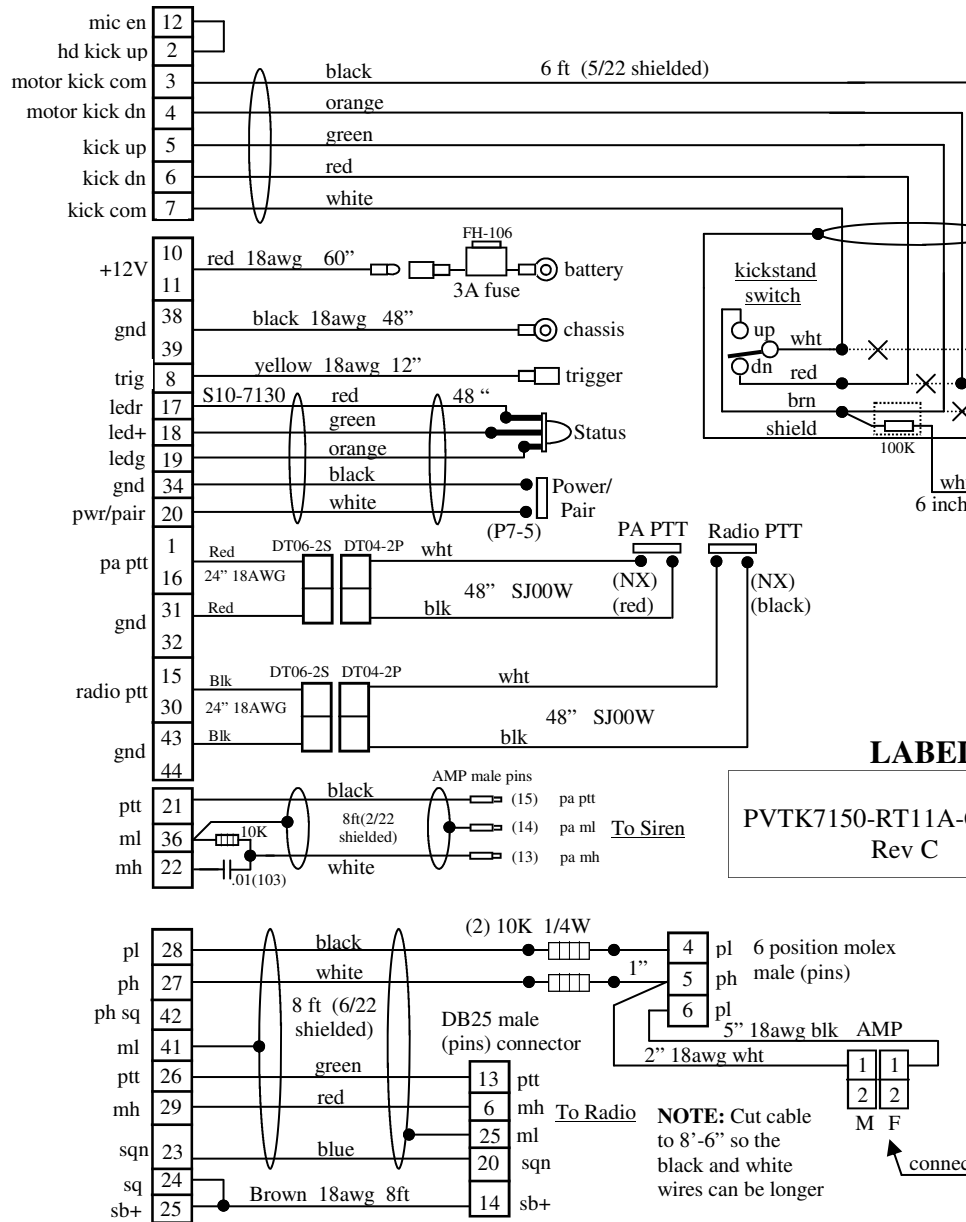 mic en 12
hd kick up 2
motor kick com 3 black 6 ft (5/22 shielded)
motor kick dn 4 orange
kick up 5 green
kick dn 6 red
kick com 7 white
+12V 10 11 red 18awg 60”
FH-106
3A fuse
battery
gnd 38 39 black 18awg 48” chassis
trig 8 yellow 18awg 12” trigger
ledr 17 S10-7130 red 48 “
led+ 18 green Status
ledg 19 orange
gnd 34 black
pwr/pair 20 white
Power/
Pair
(P7-5)
kickstand
switch
up
wht
dn
red
brn
shield
100K
wh
6 inch
pa ptt 1 16
Red
24” 18AWG
DT06-2S DT04-2P
wht
gnd 31 32
Red
48” SJ00W
blk
PA PTT Radio PTT
(NX)
(red)
(NX)
(black)
radio ptt 15 30
Blk
24” 18AWG
DT06-2S DT04-2P
wht
gnd 43 44
Blk
48” SJ00W
blk
LABEL
PVTK7150-RT11A-
Rev C
ptt 21 black
AMP male pins
(15) pa ptt
ml 36 10K
8ft(2/22
shielded)
(14) pa ml To Siren
mh 22 .01(103) white
(13) pa mh
pl 28 black
(2) 10K 1/4W
4 pl
6 position molex
male (pins)
ph 27 white
1”
5 ph
6 pl
ph sq 42
8 ft (6/22
shielded)
DB25 male
(pins) connector
5” 18awg blk AMP
2” 18awg wht
1 1
2 2
M F
connec
ml 41
ptt 26 green 13 ptt
mh 29 red 6 mh To Radio
25 ml
sqn 23 blue 20 sqn
sq 24
sb+ 25 Brown 18awg 8ft 14 sb+
NOTE: Cut cable
to 8’-6” so the
black and white
wires can be longer